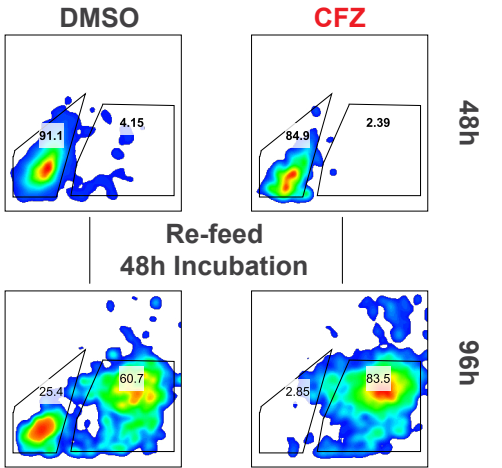 DMSO
CFZ
91.1
4.15
84.9
2.39
48h
Re-feed
48h Incubation
25.4
60.7
2.85
83.5
96h